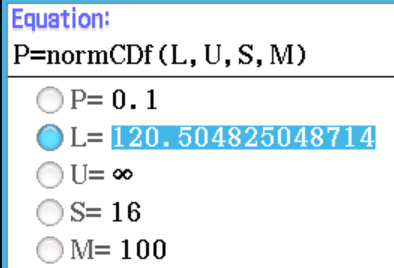 Equation:
P=normCDf(L,U,S,M)
P= 0.1
L= 120.504825048714
U= ∞
S= 16
M= 100